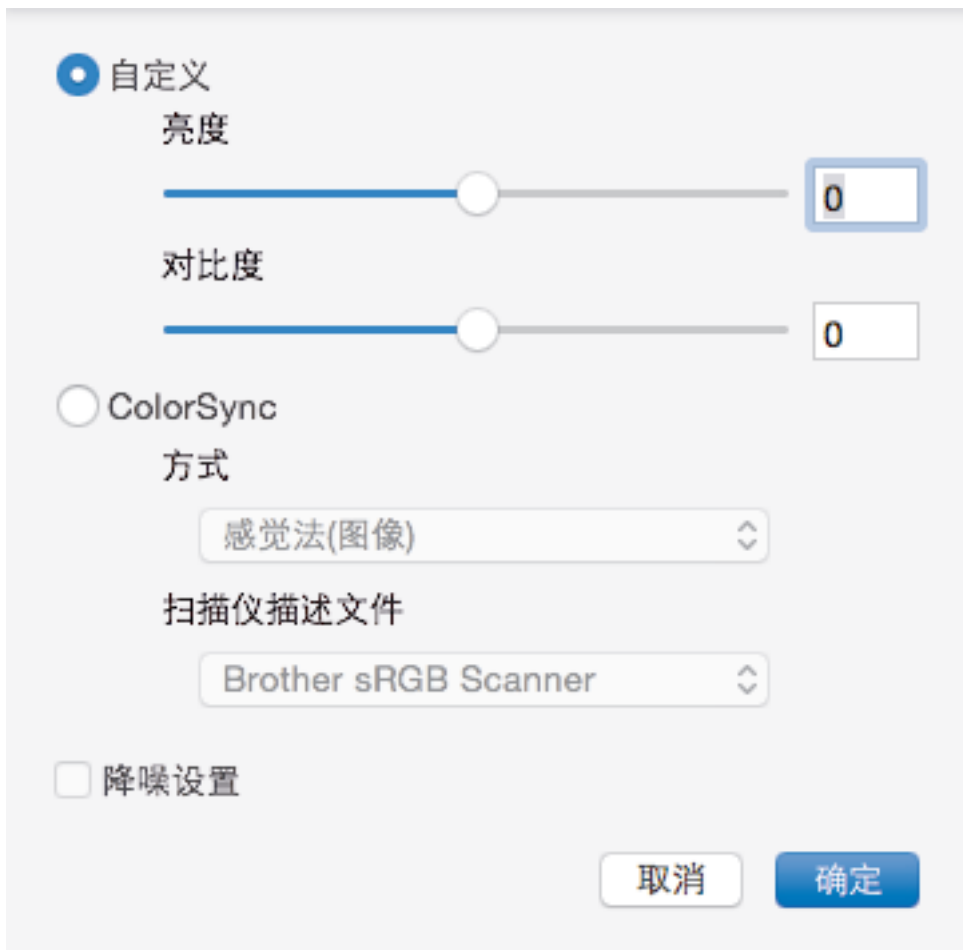 自定义
亮度
0
对比度
0
ColorSync
方式
感觉法(图像)
扫描仪描述文件
Brother sRGB Scanner
降噪设置
取消 确定